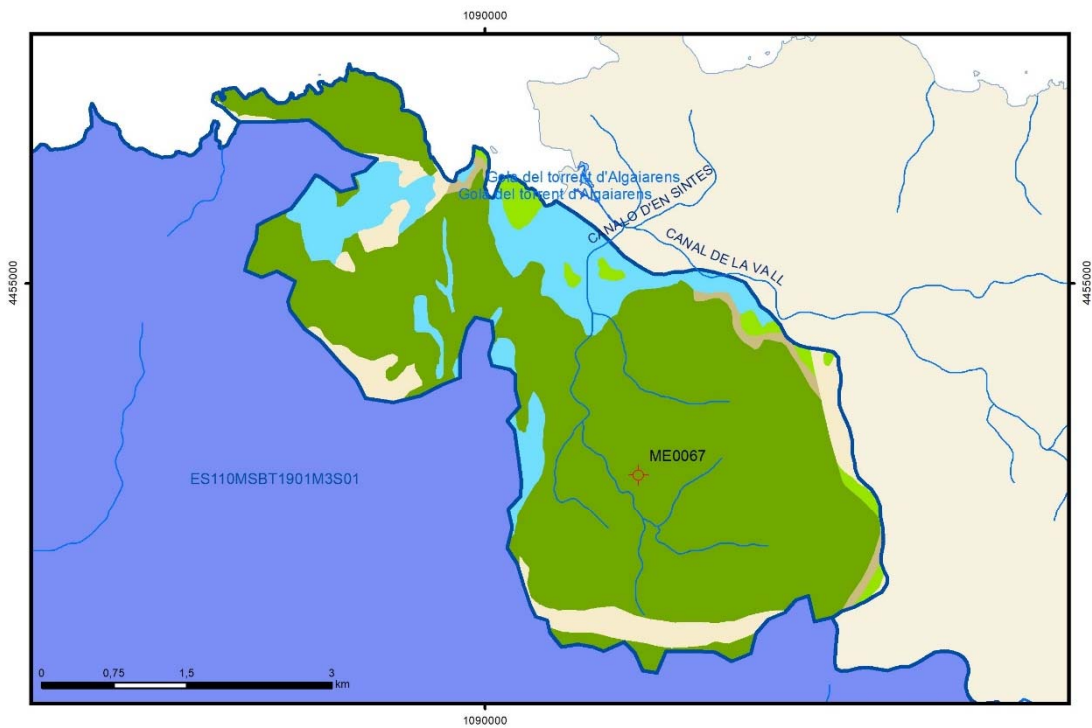 1090000
Gola del torrent d'Algaiarens
Gola del torrent d'Algaiarens
CANALO D'EN SINTES
CANAL DE LA VALL
4455000
4455000
ME0067
ES110MSBT1901M3S01
0 0,75 1,5 3
km
1090000